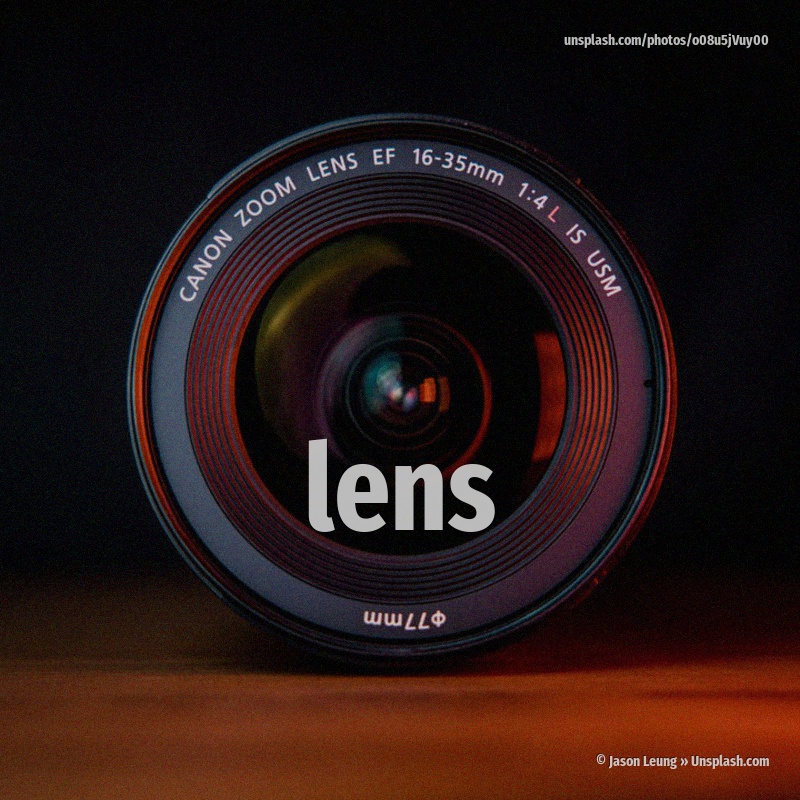 unsplash.com/photos/o08u5jVuy00
CANON ZOOM LENS EF 16-35mm 1:4 L IS USM
lens
Φ77mm
© Jason Leung » Unsplash.com